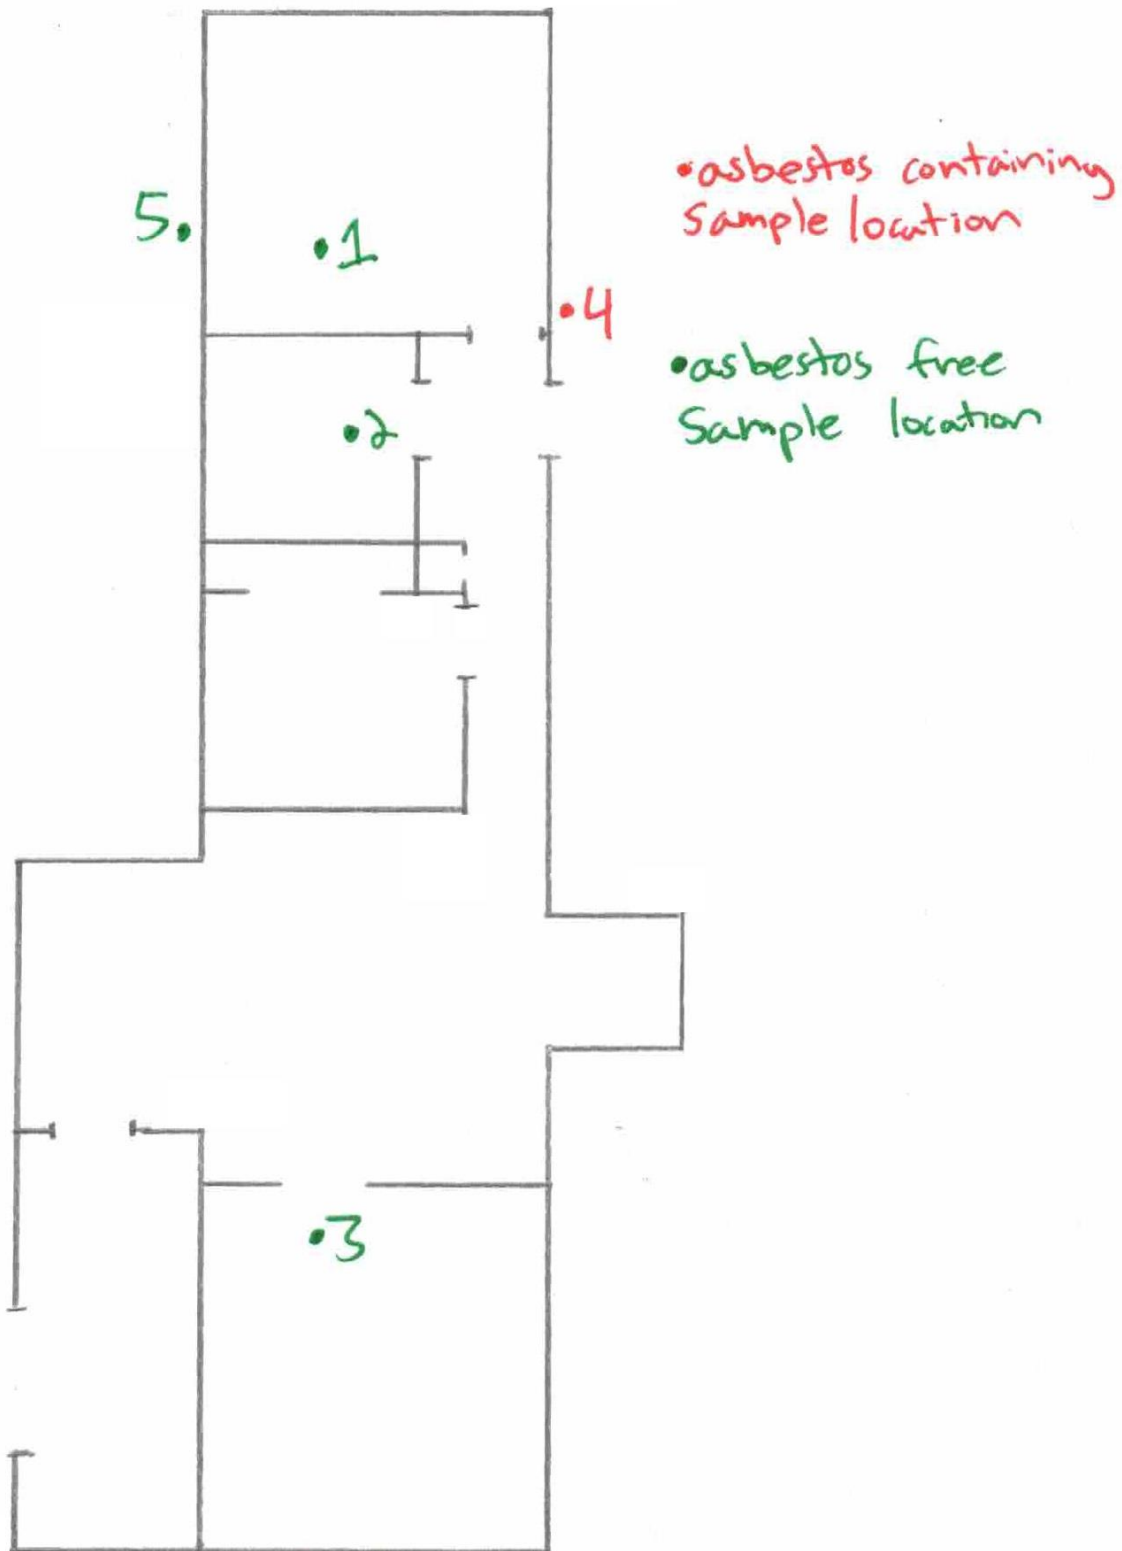 •asbestos containing
Sample location
5.
•1
•4
•asbestos free
Sample location
•2
•3